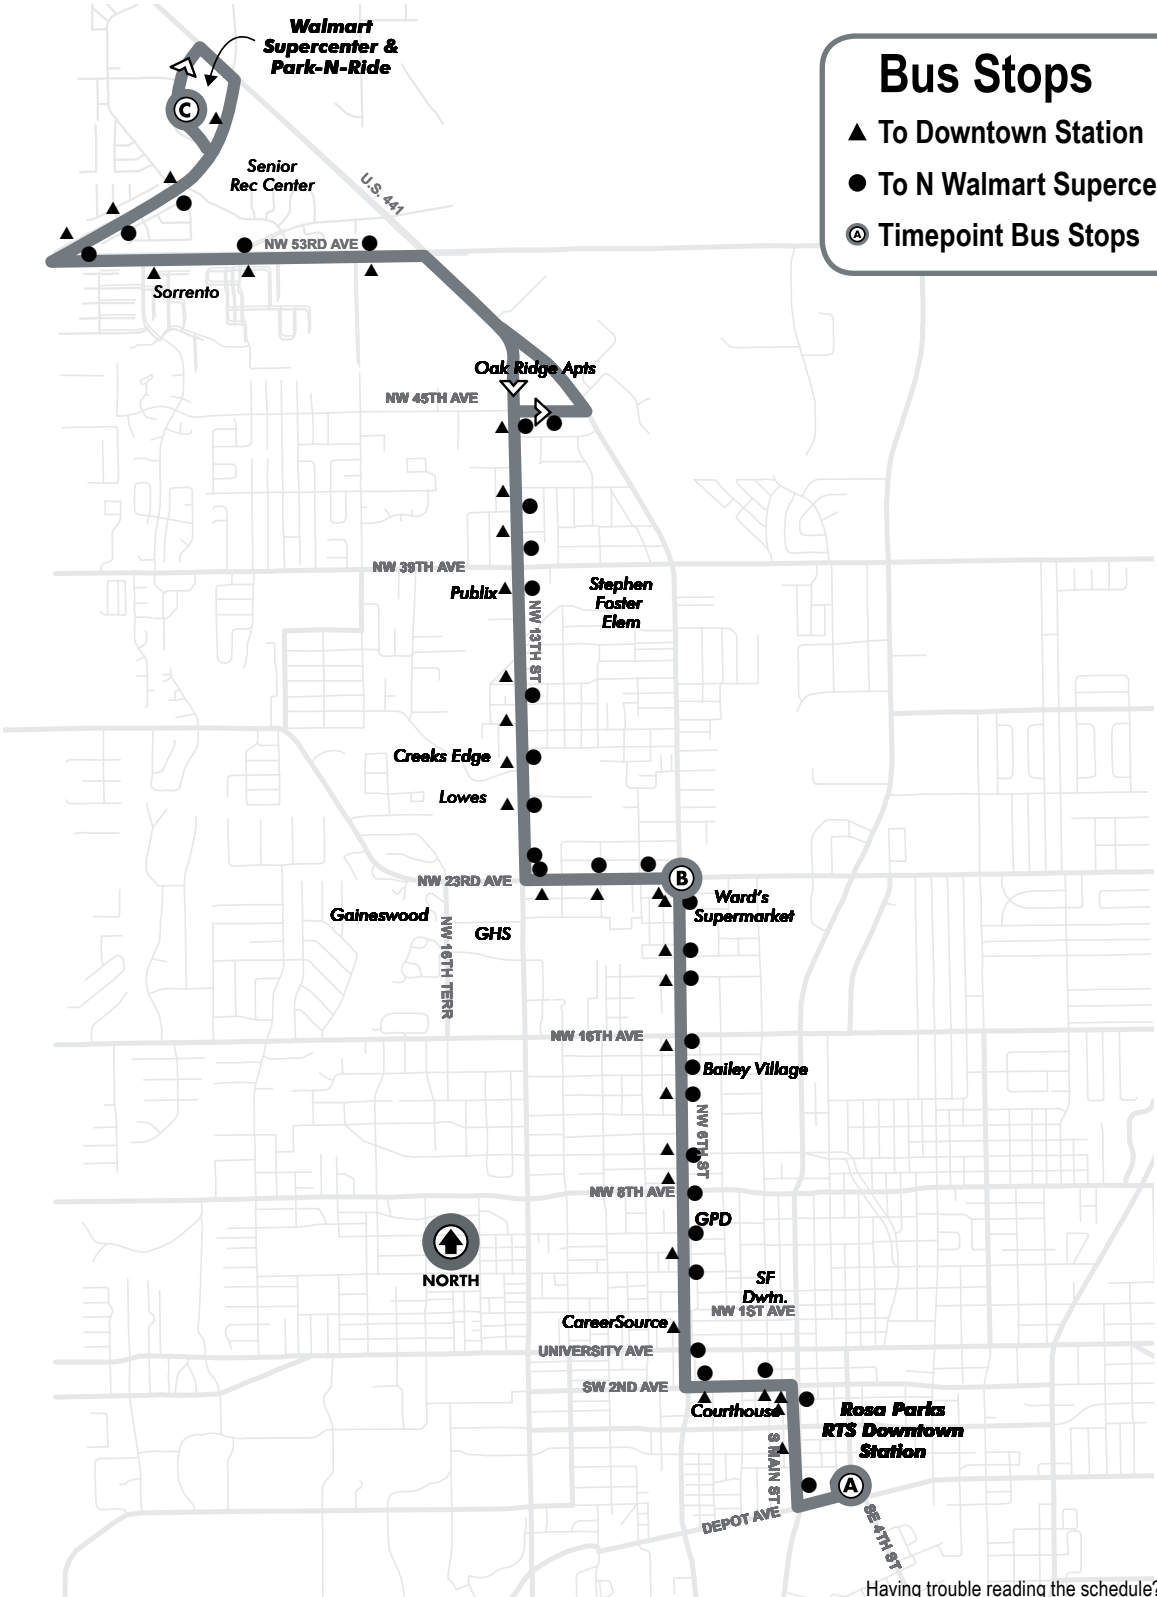 Walmart
Supercenter &
Park-N-Ride
C
Bus Stops
To Downtown Station
To N Walmart Superce
A Timepoint Bus Stops
Senior
Rec Center
U.S. 441
NW 53RD AVE
Sorrento
Oak Ridge Apts
NW 45TH AVE
NW 39TH AVE
Publix
Stephen
Foster
Elem
NW 13TH ST
Creeks Edge
Lowes
NW 23RD AVE
B
Ward's
Supermarket
Gaineswood
GHS
NW 16TH TERR
NW 16TH AVE
Bailey Village
NW 6TH ST
NW 8TH AVE
GPD
NORTH
SF
Dwtn.
NW 1ST AVE
CareerSource
UNIVERSITY AVE
SW 2ND AVE
Courthouse
Rosa Parks
RTS Downtown
Station
S MAIN ST
A
DEPOT AVE
SE 4TH ST
Having trouble reading the schedule?